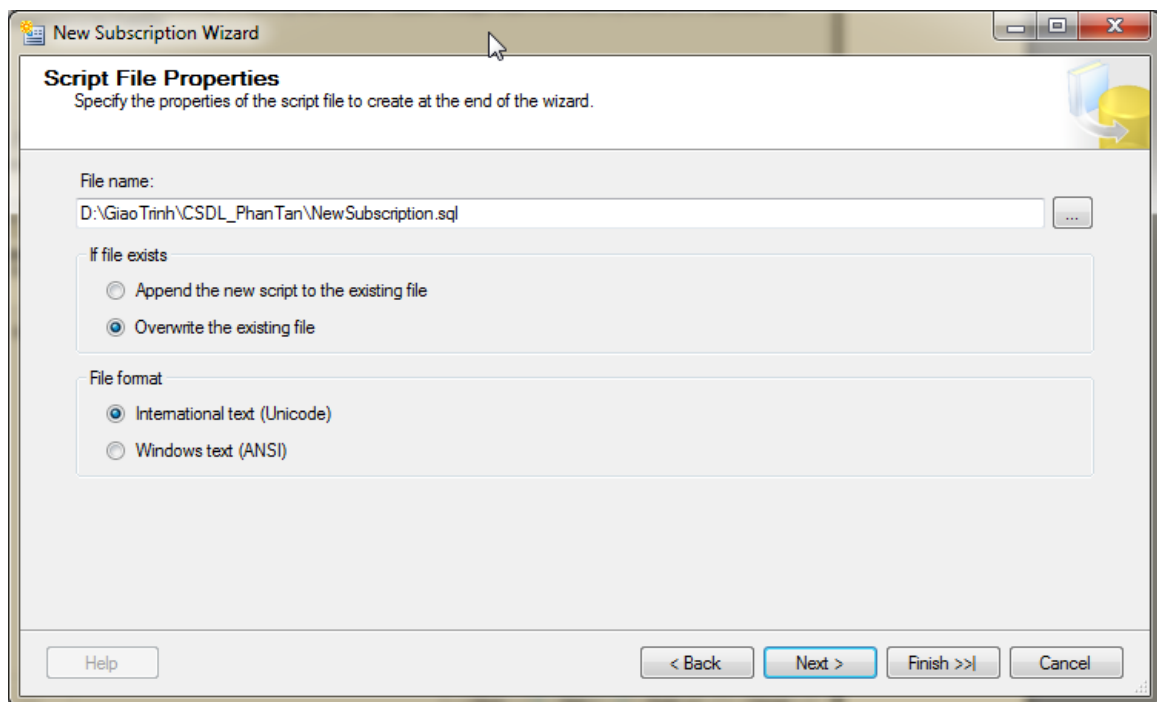 New Subscription Wizard
Script File Properties
Specify the properties of the script file to create at the end of the wizard.
File name:
D:\GiaoTrinh\CSDL_PhanTan\NewSubscription.sql
...
If file exists
Append the new script to the existing file
Overwrite the existing file
File format
International text (Unicode)
Windows text (ANSI)
Help
< Back
Next >
Finish >>|
Cancel